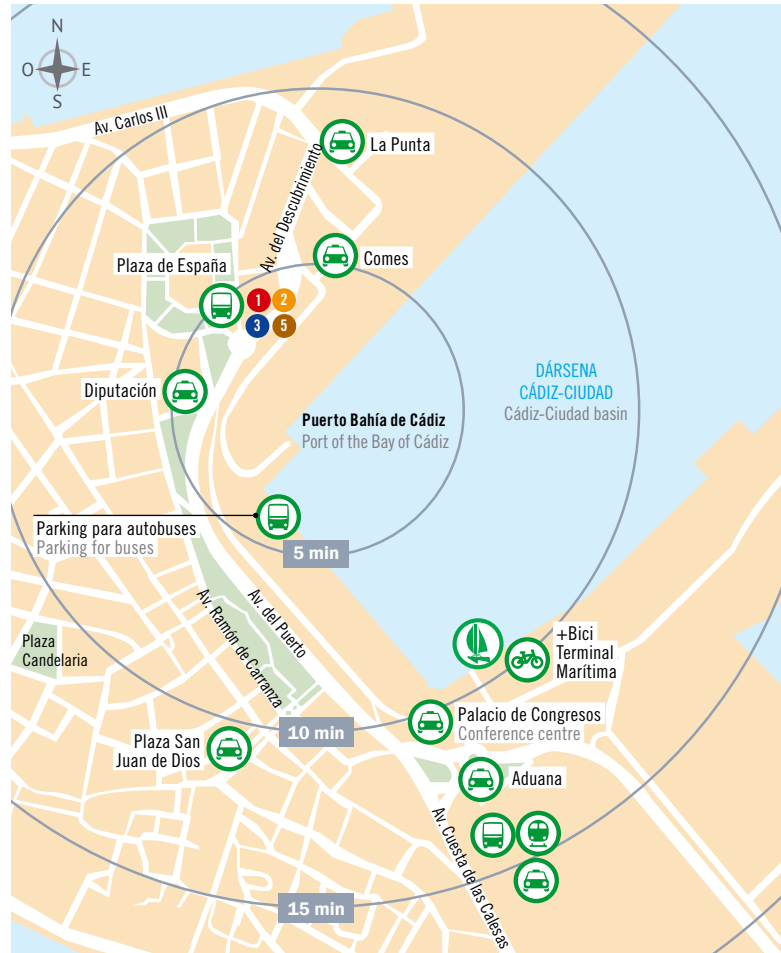 N
O
E
S
Av. Carlos III
La Punta
Av. del Descubrimiento
Comes
Plaza de España
1
2
3
5
Diputación
DÁRSENA
CÁDIZ-CIUDAD
Cádiz-Ciudad basin
Puerto Bahía de Cádiz
Port of the Bay of Cádiz
Parking para autobuses
Parking for buses
5 min
Av. del Puerto
Av. Ramón de Carranza
Plaza
Candelaria
+Bici
Terminal
Marítima
Palacio de Congresos
Conference centre
10 min
Plaza San
Juan de Dios
Aduana
Av. Cuesta de las Calesas
15 min